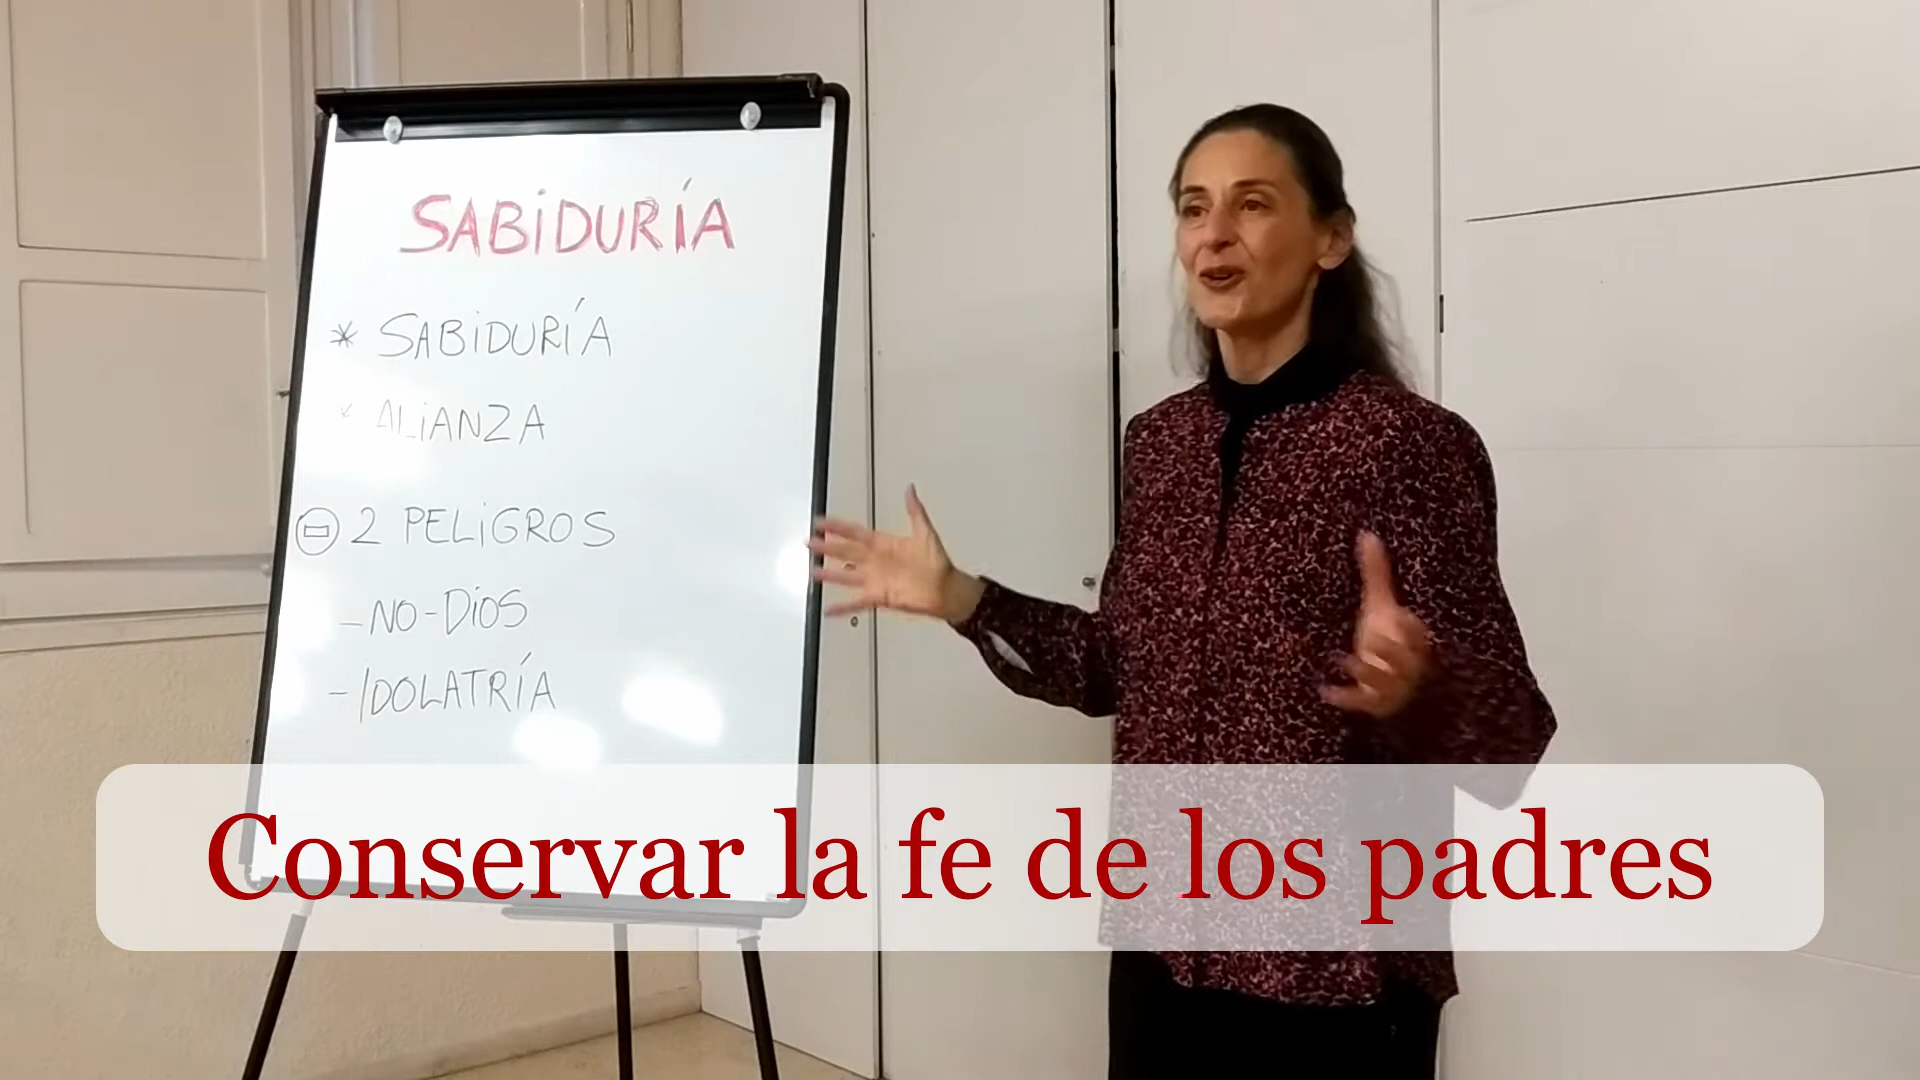 SABIDURÍA
* SABIDURÍA
* ALIANZA
⊖ 2 PELIGROS
- NO-DIOS
- IDOLATRÍA
Conservar la fe de los padres